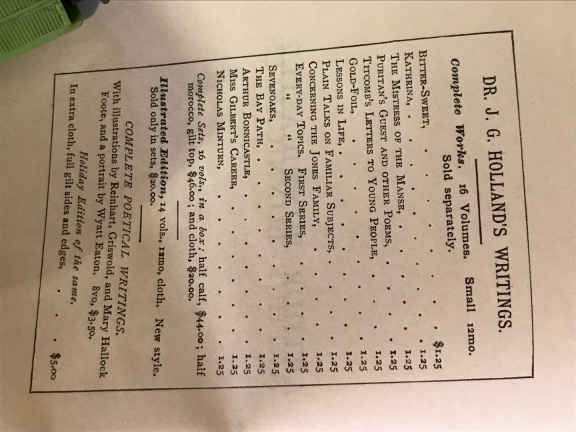 DR. J. G. HOLLAND'S WRITINGS.
Complete Works. 16 Volumes. Small 12mo.
Sold separately.
BITTER-SWEET, . . . . . . $1.25
KATHRINA, . . . . . . . 1.25
THE MISTRESS OF THE MANSE, . . . . 1.25
PURITAN'S GUEST AND OTHER POEMS, . . . 1.25
TITCOMB'S LETTERS TO YOUNG PEOPLE, . . . 1.25
GOLD-FOIL, . . . . . . . 1.25
LESSONS IN LIFE, . . . . . . 1.25
PLAIN TALKS ON FAMILIAR SUBJECTS, . . . 1.25
CONCERNING THE JONES FAMILY, . . . . 1.25
EVERY-DAY TOPICS. FIRST SERIES, . . . . 1.25
" " SECOND SERIES, . . . 1.25
SEVENOAKS, . . . . . . . 1.25
THE BAY PATH, . . . . . . 1.25
ARTHUR BONNICASTLE, . . . . . 1.25
MISS GILBERT'S CAREER, . . . . . 1.25
NICHOLAS MINTURN, . . . . . . 1.25
Complete Sets, 16 vols., in a box: half calf, $44.00; half
morocco, gilt top, $46.00; and cloth, $20.00.
Illustrated Edition, 14 vols., 12mo, cloth. New style.
Sold only in sets, $20.00.
COMPLETE POETICAL WRITINGS.
With illustrations by Reinhart, Griswold, and Mary Hallock
Foote, and a portrait by Wyatt Eaton. 8vo, $3.50.
Holiday Edition of the same.
In extra cloth, full gilt sides and edges, . . . $5.00